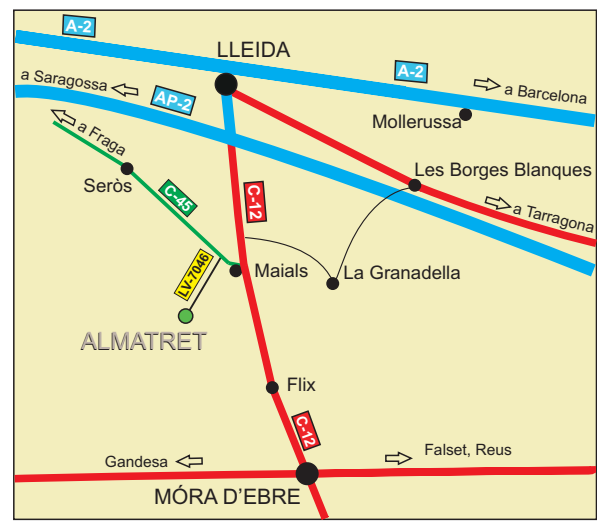 A-2
LLEIDA
A-2
a Saragossa
AP-2
a Barcelona
Mollerussa
a Fraga
Les Borges Blanques
Seròs
C-45
C-12
a Tarragona
LV-7046
Maials
La Granadella
ALMATRET
Flix
C-12
Gandesa
Falset, Reus
MÓRA D'EBRE